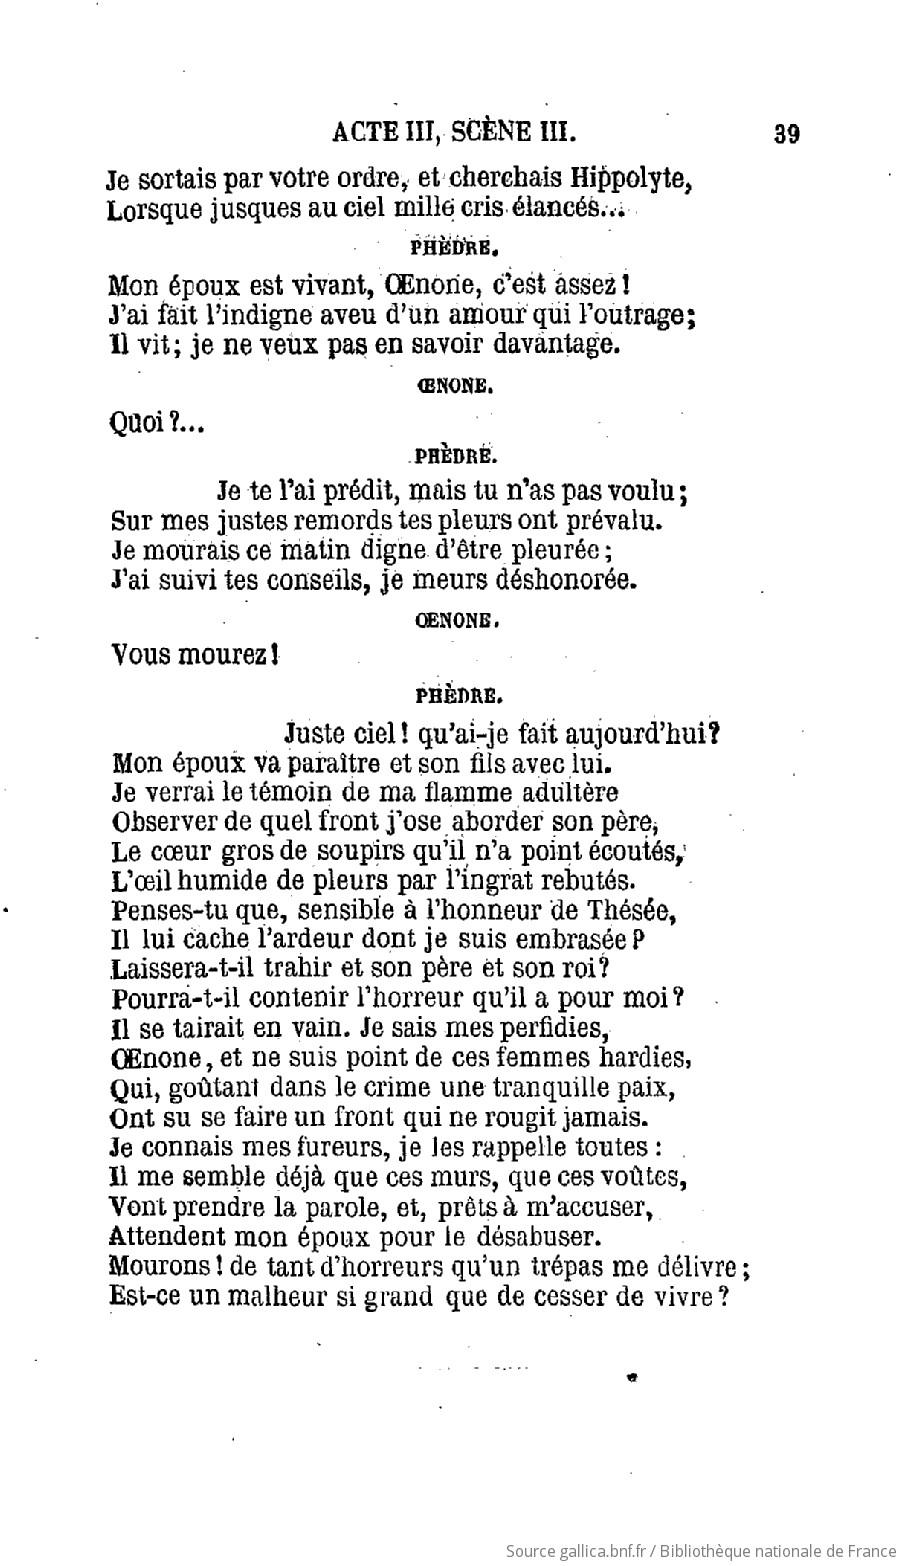 ACTE III, SCÈNE III. 39
Je sortais par votre ordre, et cherchais Hippolyte,
Lorsque jusques au ciel mille cris élancés...
PHÈDRE.
Mon époux est vivant, Œnone, c'est assez !
J'ai fait l'indigne aveu d'un amour qui l'outrage;
Il vit; je ne veux pas en savoir davantage.
ŒNONE.
Quoi ?...
PHÈDRE.
Je te l'ai prédit, mais tu n'as pas voulu;
Sur mes justes remords tes pleurs ont prévalu.
Je mourais ce matin digne d'être pleurée;
J'ai suivi tes conseils, je meurs déshonorée.
ŒNONE.
Vous mourez !
PHÈDRE.
Juste ciel ! qu'ai-je fait aujourd'hui ?
Mon époux va paraître et son fils avec lui.
Je verrai le témoin de ma flamme adultère
Observer de quel front j'ose aborder son père,
Le cœur gros de soupirs qu'il n'a point écoutés,
L'œil humide de pleurs par l'ingrat rebutés.
Penses-tu que, sensible à l'honneur de Thésée,
Il lui cache l'ardeur dont je suis embrasée ?
Laissera-t-il trahir et son père et son roi ?
Pourra-t-il contenir l'horreur qu'il a pour moi ?
Il se tairait en vain. Je sais mes perfidies,
Œnone, et ne suis point de ces femmes hardies,
Qui, goûtant dans le crime une tranquille paix,
Ont su se faire un front qui ne rougit jamais.
Je connais mes fureurs, je les rappelle toutes :
Il me semble déjà que ces murs, que ces voûtes,
Vont prendre la parole, et, prêts à m'accuser,
Attendent mon époux pour le désabuser.
Mourons ! de tant d'horreurs qu'un trépas me délivre;
Est-ce un malheur si grand que de cesser de vivre ?
Source gallica.bnf.fr / Bibliothèque nationale de France